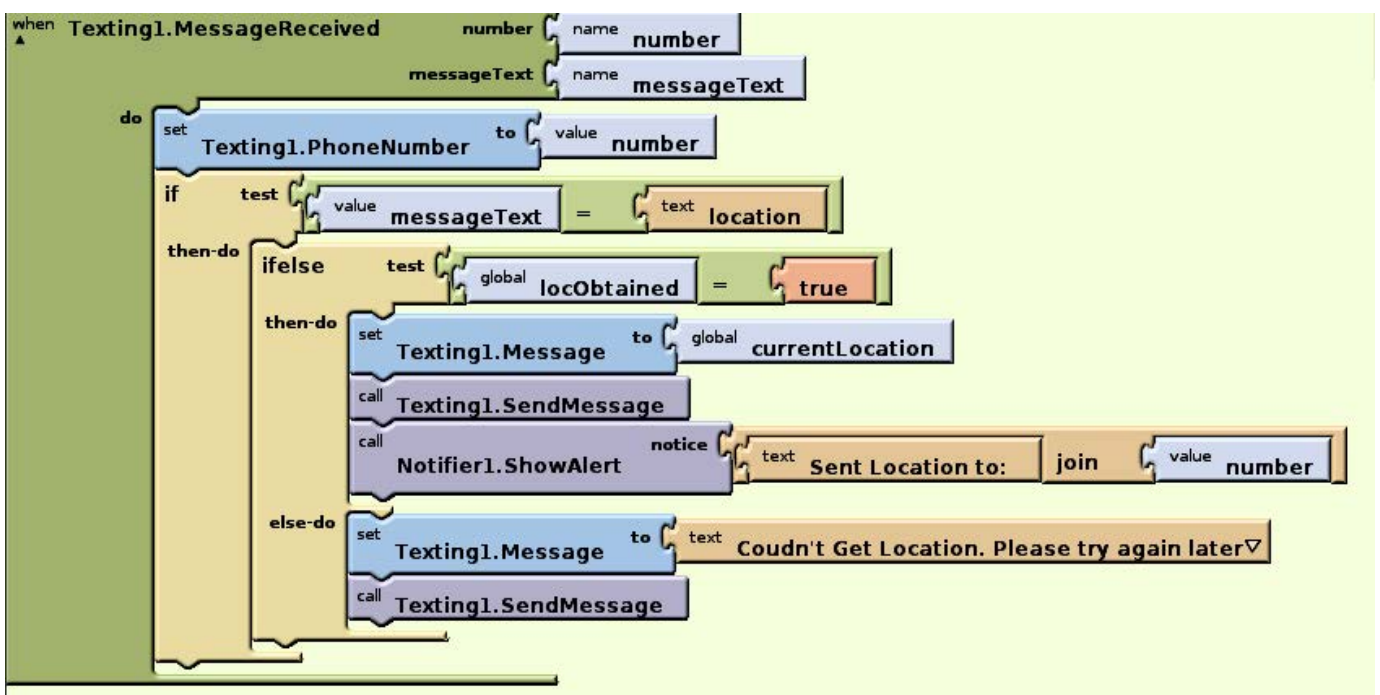 when Texting1.MessageReceived number name number
messageText name messageText
do set Texting1.PhoneNumber to value number
if test value messageText = text location
then-do ifelse test global locObtained = true
then-do set Texting1.Message to global currentLocation
call Texting1.SendMessage
call Notifier1.ShowAlert notice text Sent Location to: join value number
else-do set Texting1.Message to text Coudn't Get Location. Please try again later
call Texting1.SendMessage